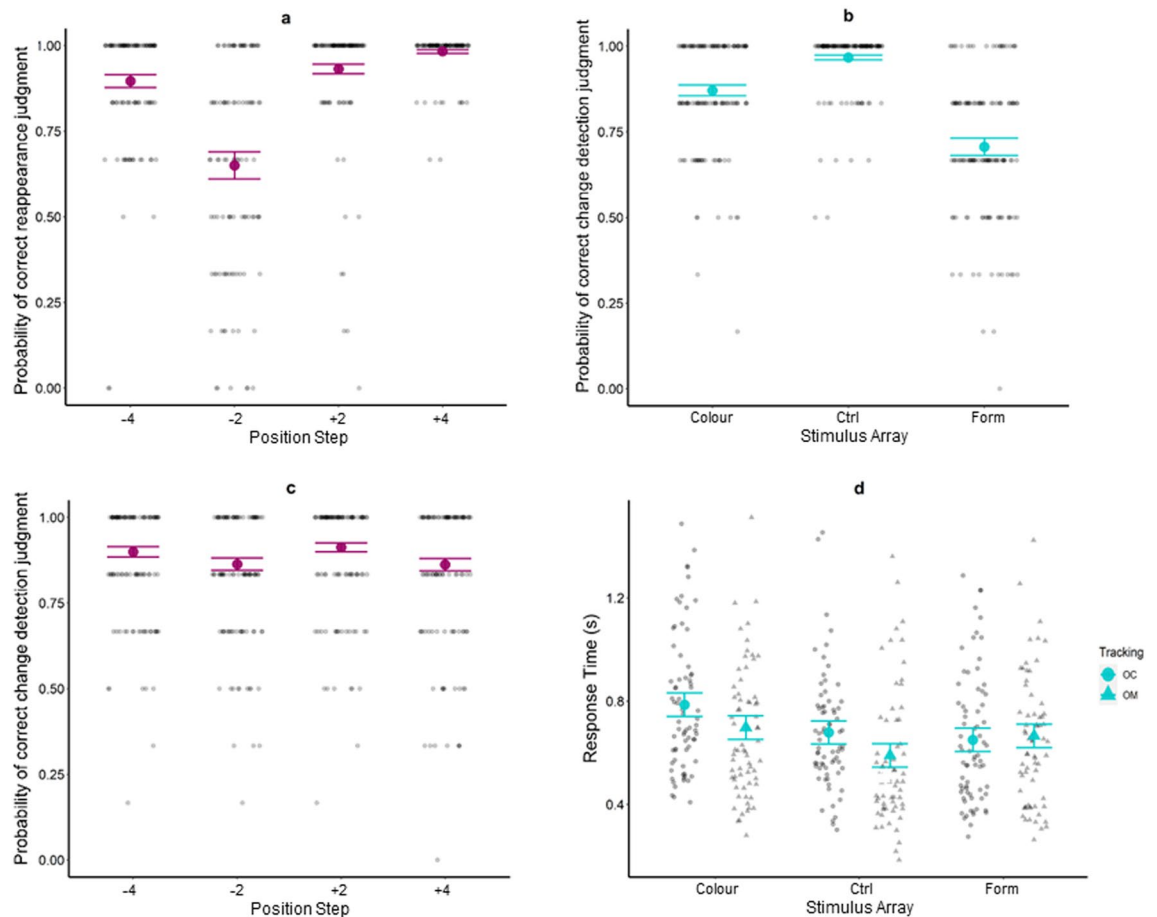 a
Probability of correct reappearance judgment
1.00
0.75
0.50
0.25
0.00
-4 -2 +2 +4
Position Step
b
Probability of correct change detection judgment
1.00
0.75
0.50
0.25
0.00
Colour Ctrl Form
Stimulus Array
c
Probability of correct change detection judgment
1.00
0.75
0.50
0.25
0.00
-4 -2 +2 +4
Position Step
d
Response Time (s)
1.2
0.8
0.4
Colour Ctrl Form
Stimulus Array
Tracking
OC
OM